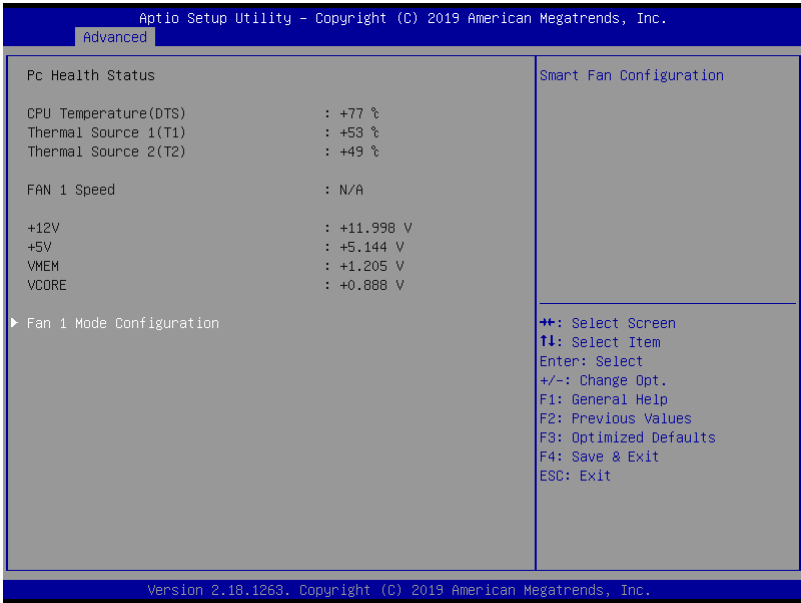 Aptio Setup Utility – Copyright (C) 2019 American Megatrends, Inc.
Advanced
Pc Health Status
CPU Temperature(DTS) : +77 ℃
Thermal Source 1(T1) : +53 ℃
Thermal Source 2(T2) : +49 ℃
FAN 1 Speed : N/A
+12V : +11.998 V
+5V : +5.144 V
VMEM : +1.205 V
VCORE : +0.888 V
▶ Fan 1 Mode Configuration
Smart Fan Configuration
→←: Select Screen
↑↓: Select Item
Enter: Select
+/-: Change Opt.
F1: General Help
F2: Previous Values
F3: Optimized Defaults
F4: Save & Exit
ESC: Exit
Version 2.18.1263. Copyright (C) 2019 American Megatrends, Inc.